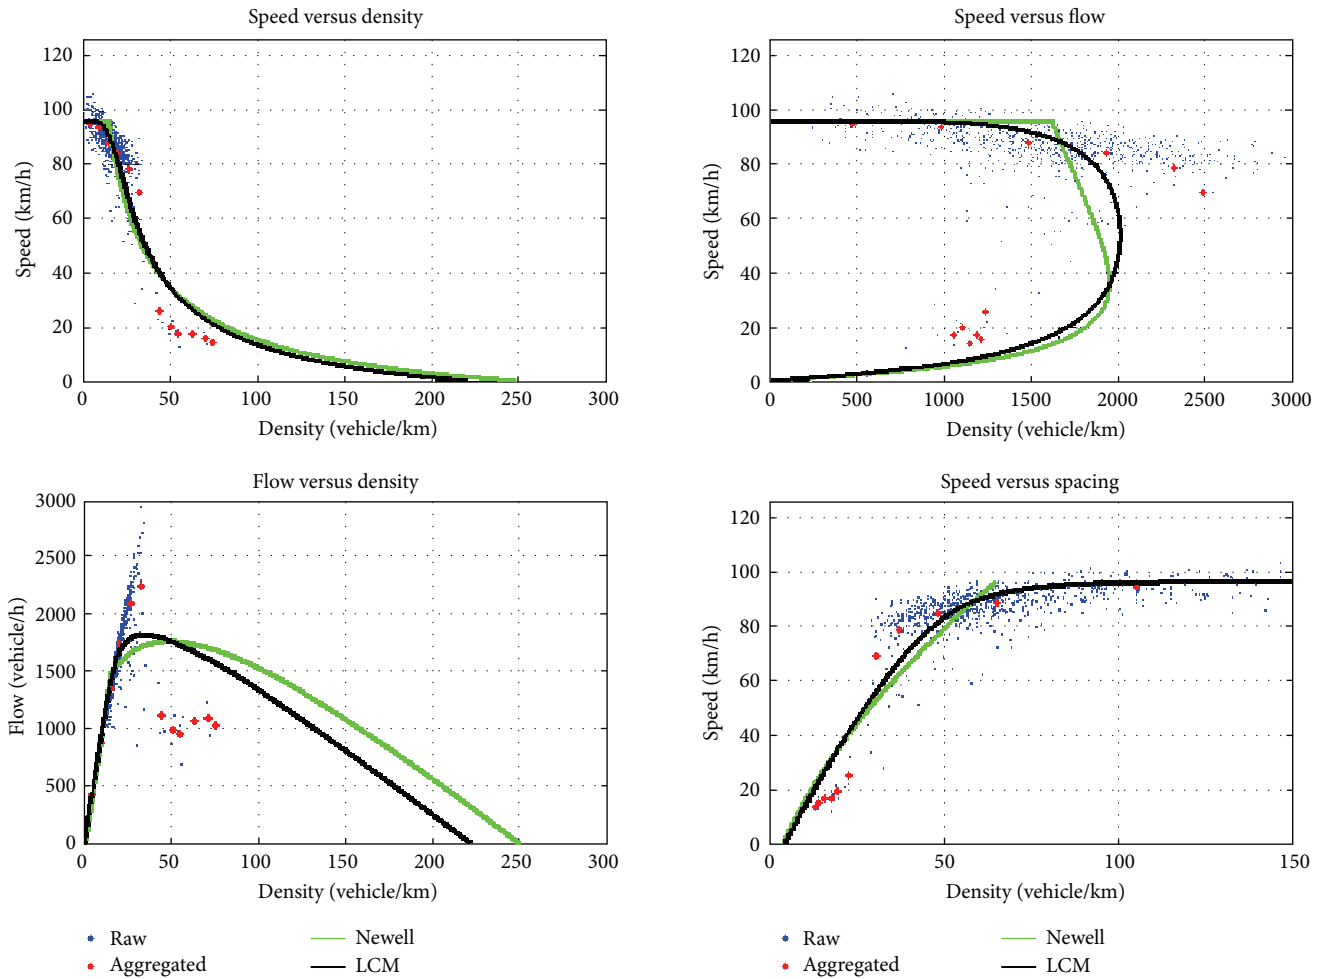 Speed versus density
120
100
80
60
40
20
0
Speed (km/h)
0 50 100 150 200 250 300
Density (vehicle/km)
Speed versus flow
120
100
80
60
40
20
0
Speed (km/h)
0 500 1000 1500 2000 2500 3000
Density (vehicle/km)
Flow versus density
3000
2500
2000
1500
1000
500
0
Flow (vehicle/h)
0 50 100 150 200 250 300
Density (vehicle/km)
Speed versus spacing
120
100
80
60
40
20
0
Speed (km/h)
0 50 100 150
Density (vehicle/km)
Raw
Aggregated
Newell
LCM
Raw
Aggregated
Newell
LCM